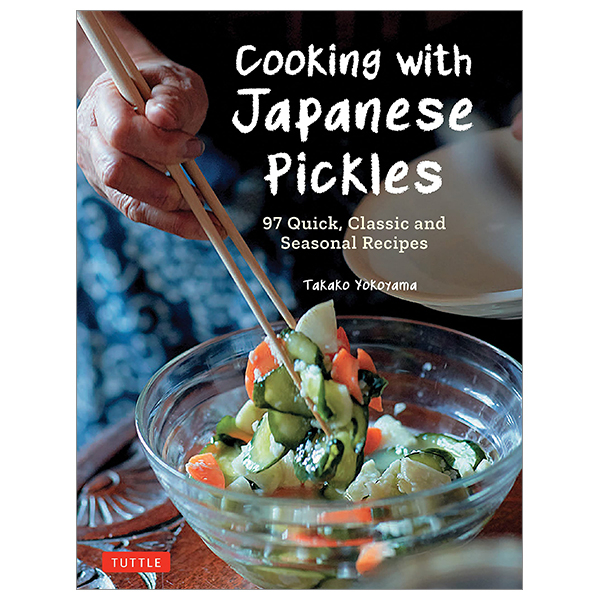 Cooking with
Japanese
Pickles
97 Quick, Classic and
Seasonal Recipes
Takako Yokoyama
TUTTLE